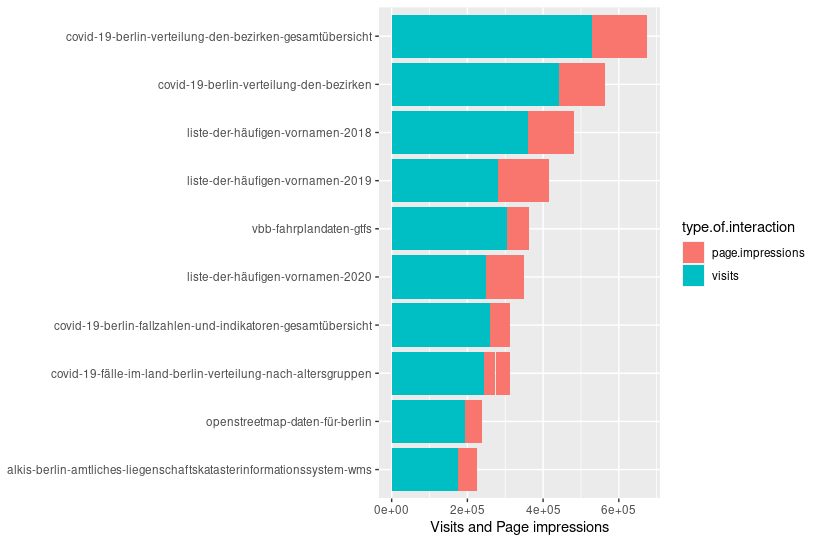 covid-19-berlin-verteilung-den-bezirken-gesamtübersicht
covid-19-berlin-verteilung-den-bezirken
liste-der-häufigen-vornamen-2018
liste-der-häufigen-vornamen-2019
vbb-fahrplandaten-gtfs
liste-der-häufigen-vornamen-2020
covid-19-berlin-fallzahlen-und-indikatoren-gesamtübersicht
covid-19-fälle-im-land-berlin-verteilung-nach-altersgruppen
openstreetmap-daten-für-berlin
alkis-berlin-amtliches-liegenschaftskatasterinformationssystem-wms
0e+00 2e+05 4e+05 6e+05
Visits and Page impressions
type.of.interaction
page.impressions
visits